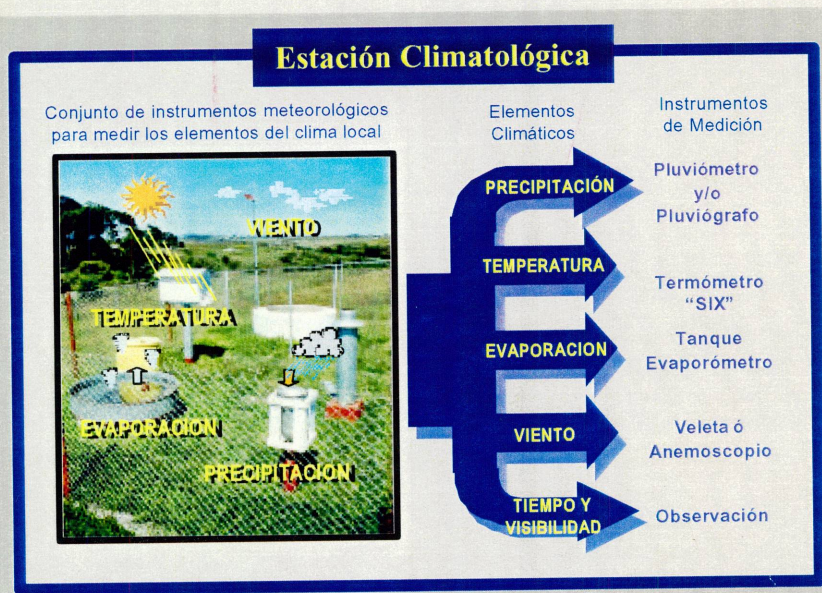 Estación Climatológica
Conjunto de instrumentos meteorológicos
para medir los elementos del clima local
VIENTO
TEMPERATURA
EVAPORACION
PRECIPITACION
Elementos
Climáticos
PRECIPITACIÓN
TEMPERATURA
EVAPORACION
VIENTO
TIEMPO Y
VISIBILIDAD
Instrumentos
de Medición
Pluviómetro
y/o
Pluviógrafo
Termómetro
“SIX”
Tanque
Evaporómetro
Veleta ó
Anemoscopio
Observación